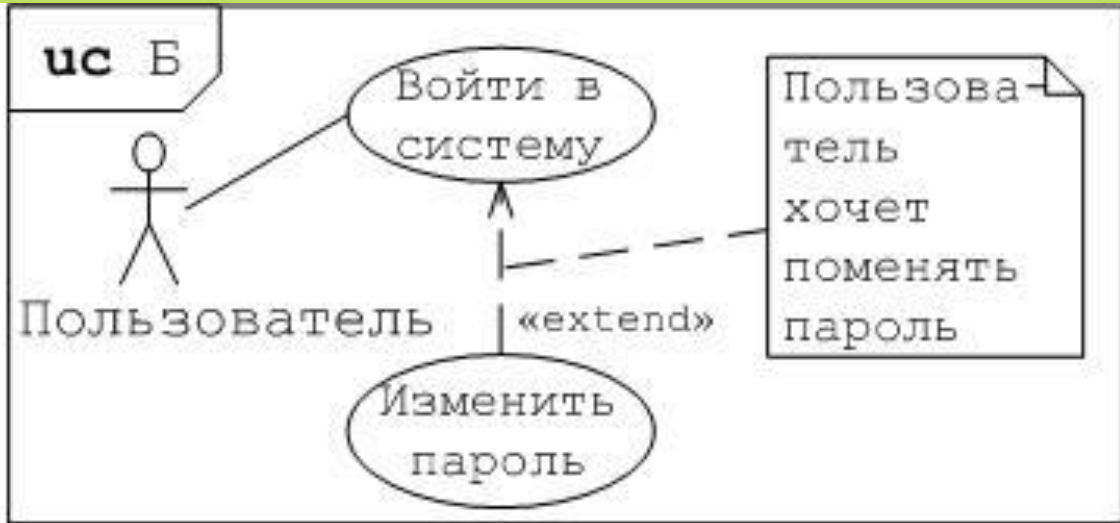 uc Б
Войти в
систему
Пользова-
тель
хочет
поменять
пароль
Пользователь
«extend»
Изменить
пароль